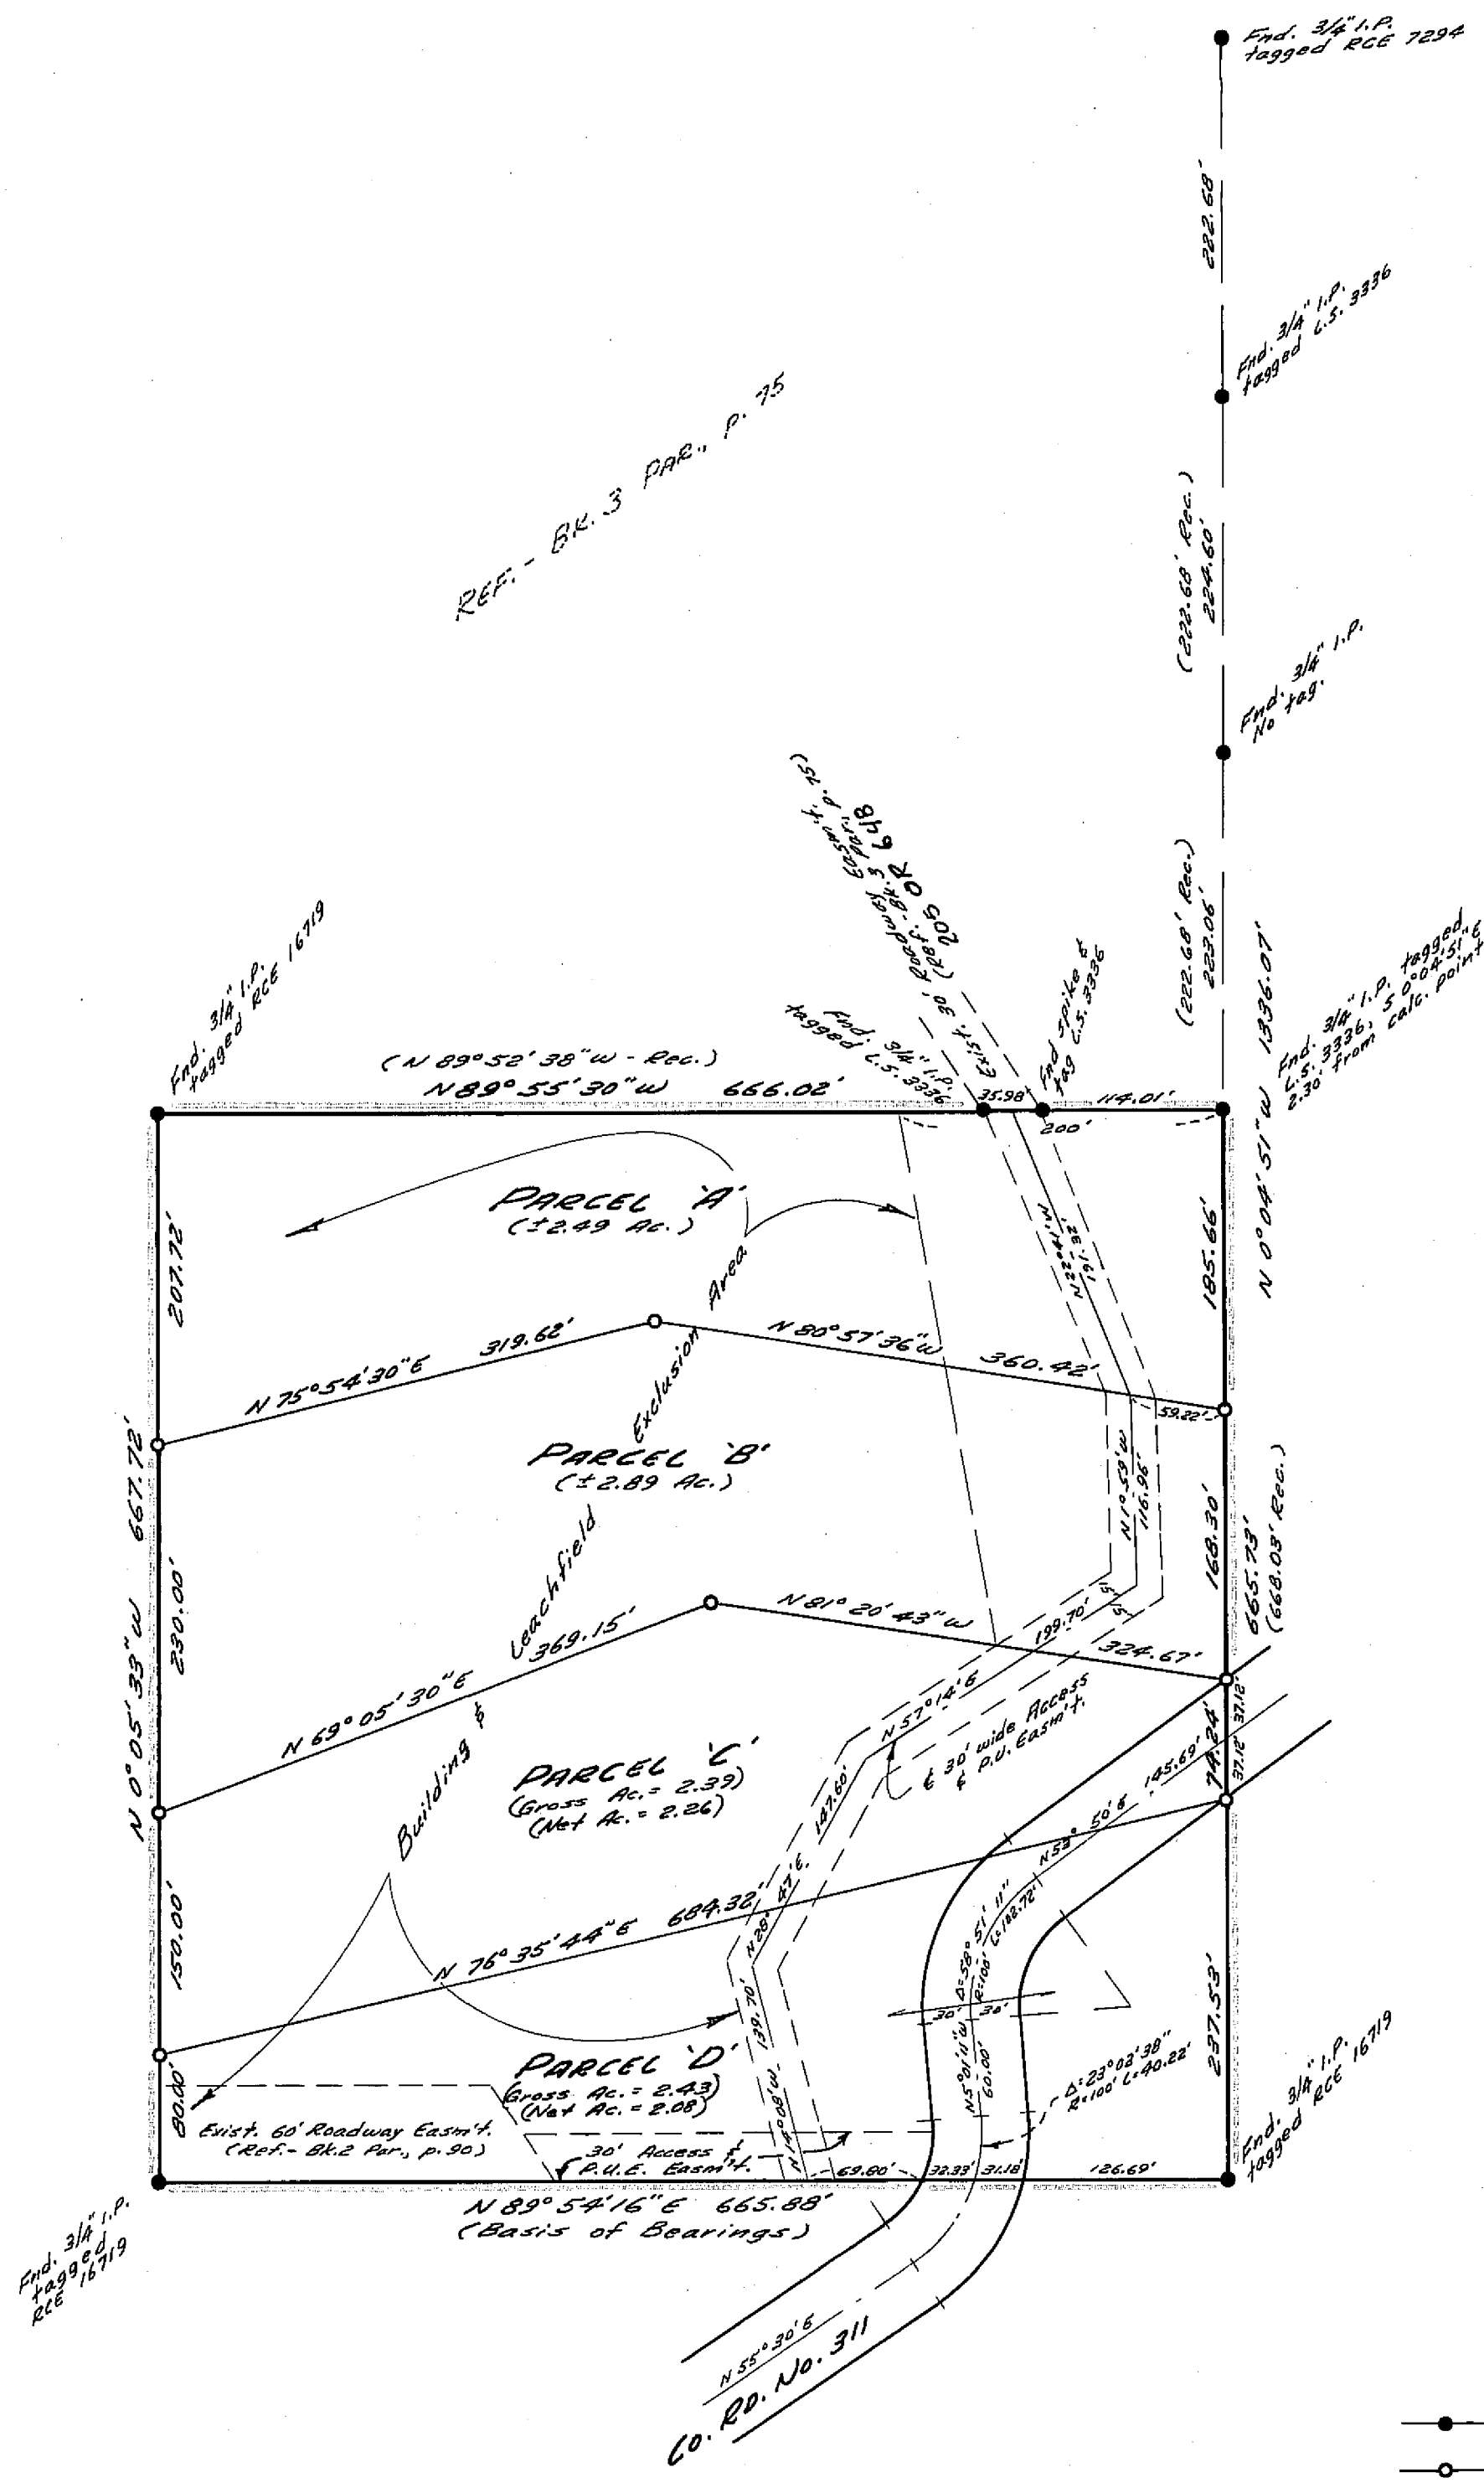 Fnd. 3/4" I.P.
tagged RCE 7294
222.68'
Fnd. 3/4" I.P.
tagged L.S. 3336
REF. - BK. 3 PAR., P. 75
(222.68' Rec.)
224.60'
Fnd. 3/4" I.P.
No tag.
(222.68' Rec.)
223.06'
N 0° 04' 51" W 1336.07'
Fnd. 3/4" I.P. tagged
L.S. 3336, S 0°04'51" E
2.30' from calc. point
Exist. 30' Roadway Easm't.
(Ref. - Bk. 3 Par., p. 75)
205 OR 648
Fnd. 3/4" I.P.
tagged L.S. 3336
Fnd spike &
tag L.S. 3336
Fnd. 3/4" I.P.
tagged RCE 16719
(N 89° 52' 38" W - Rec.)
N 89° 55' 30" W 666.02'
35.98'
114.01'
200'
PARCEL 'A'
(±2.49 Ac.)
207.72'
N 22°41' W
191.32'
185.66'
N 75° 54' 30" E 319.62'
N 80° 57' 36" W 360.42'
59.22'
PARCEL 'B'
(±2.89 Ac.)
Building & Leachfield Exclusion Area
N 0° 05' 33" W 667.72'
230.00'
N 1° 59' W
116.96'
168.30'
665.73'
(668.03' Rec.)
15'
15'
N 69° 05' 30" E 369.15'
N 81° 20' 43" W 324.67'
N 57° 14' E 199.70'
℄ 30' wide Access
& P.U. Easm't.
PARCEL 'C'
(Gross Ac. = 2.39)
(Net Ac. = 2.26)
74.24'
37.12'
37.12'
N 53° 50' E 145.69'
N 28° 47' E 147.60'
150.00'
N 76° 35' 44" E 684.32'
Δ=58° 51' 11"
R=100' L=102.72'
30'
30'
237.53'
PARCEL 'D'
(Gross Ac. = 2.43)
(Net Ac. = 2.08)
N 14° 08' W 139.70'
N 5° 01' 11" W
60.00'
Δ=23° 02' 38"
R=100' L=40.22'
80.00'
Exist. 60' Roadway Easm't.
(Ref. - Bk. 2 Par., p. 90)
30' Access &
P.U.E. Easm't.
69.80'
32.33'
31.18'
126.69'
Fnd. 3/4" I.P.
tagged RCE 16719
N 89° 54' 16" E 665.88'
(Basis of Bearings)
Fnd. 3/4" I.P.
tagged
RCE 16719
N 55° 30' E
CO. RD. No. 311